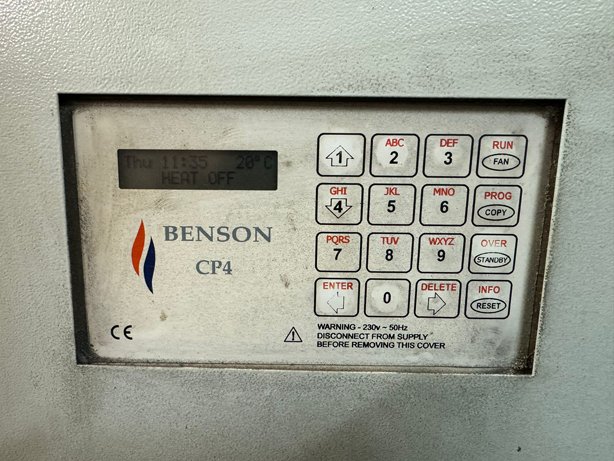 Thu 11:35 20°C
HEAT OFF
BENSON
CP4
CE
1
ABC
2
DEF
3
RUN
FAN
GHI
4
JKL
5
MNO
6
PROG
COPY
PQRS
7
TUV
8
WXYZ
9
OVER
STANDBY
ENTER
0
DELETE
INFO
RESET
WARNING - 230v ~ 50Hz
DISCONNECT FROM SUPPLY
BEFORE REMOVING THIS COVER